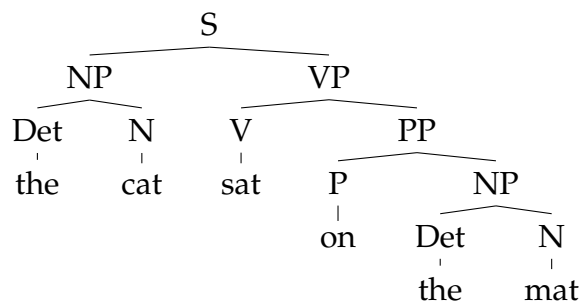 S
NP VP
Det N V PP
the cat sat P NP
on Det N
the mat